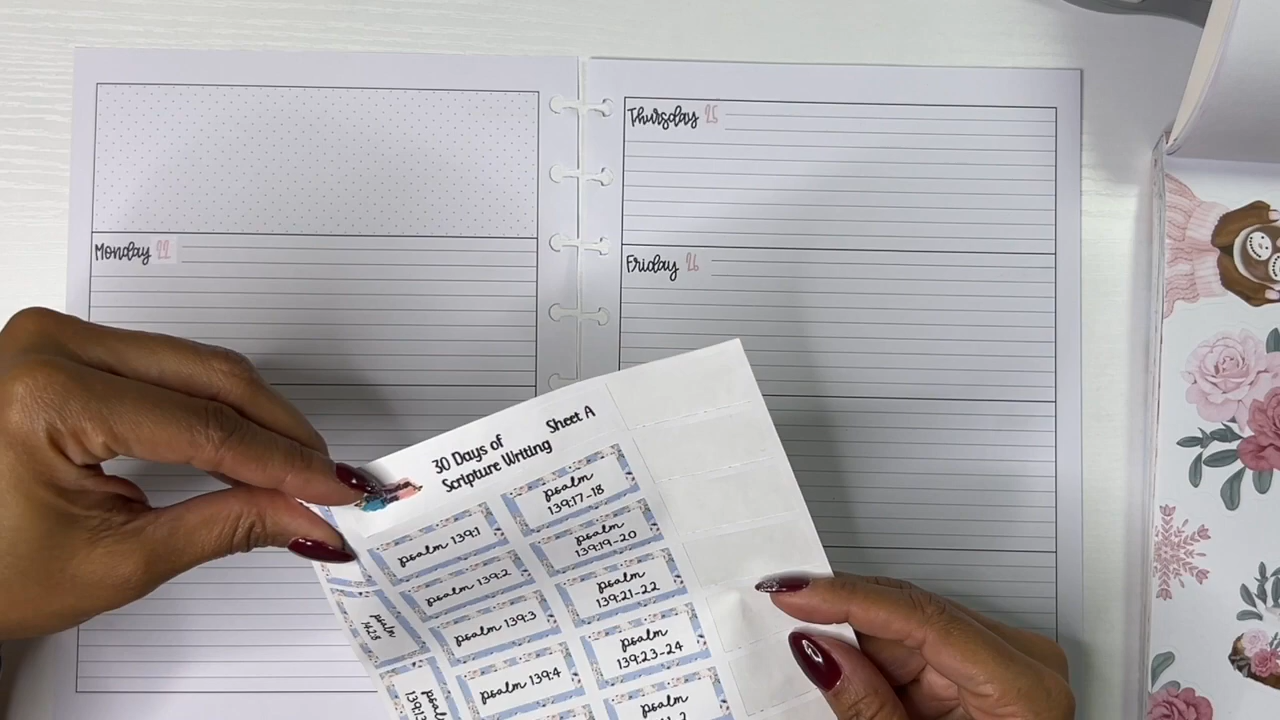 Monday 22
Thursday 25
Friday 26
30 Days of
Scripture Writing
Sheet A
psalm 139:1
psalm 139:2
psalm 139:3
psalm 139:4
psalm
139:17-18
psalm
139:19-20
psalm
139:21-22
psalm
139:23-24
psalm
psalm
psalm